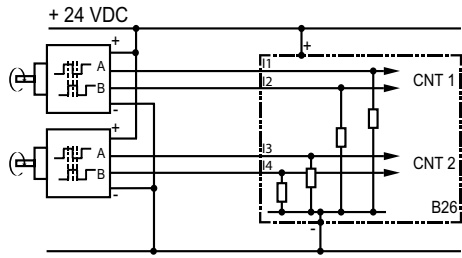 + 24 VDC
+
A
B
-
+
A
B
-
+
I1
I2
CNT 1
I3
I4
CNT 2
B26
-